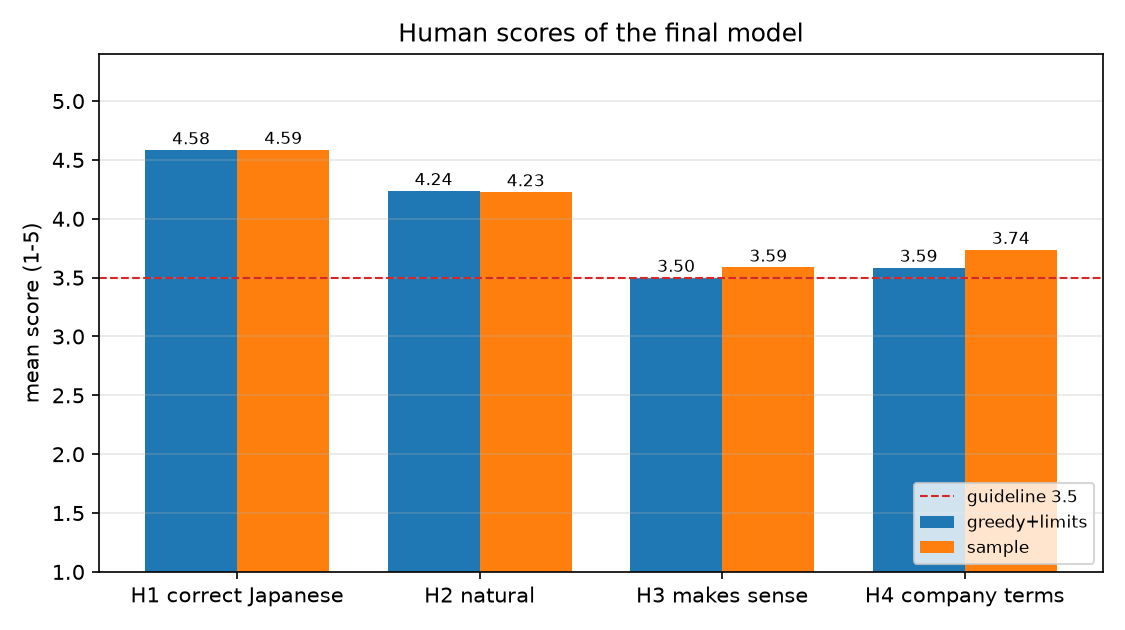 Human scores of the final model
mean score (1-5)
5.0
4.5
4.0
3.5
3.0
2.5
2.0
1.5
1.0
4.58
4.59
4.24
4.23
3.50
3.59
3.59
3.74
guideline 3.5
greedy+limits
sample
H1 correct Japanese
H2 natural
H3 makes sense
H4 company terms